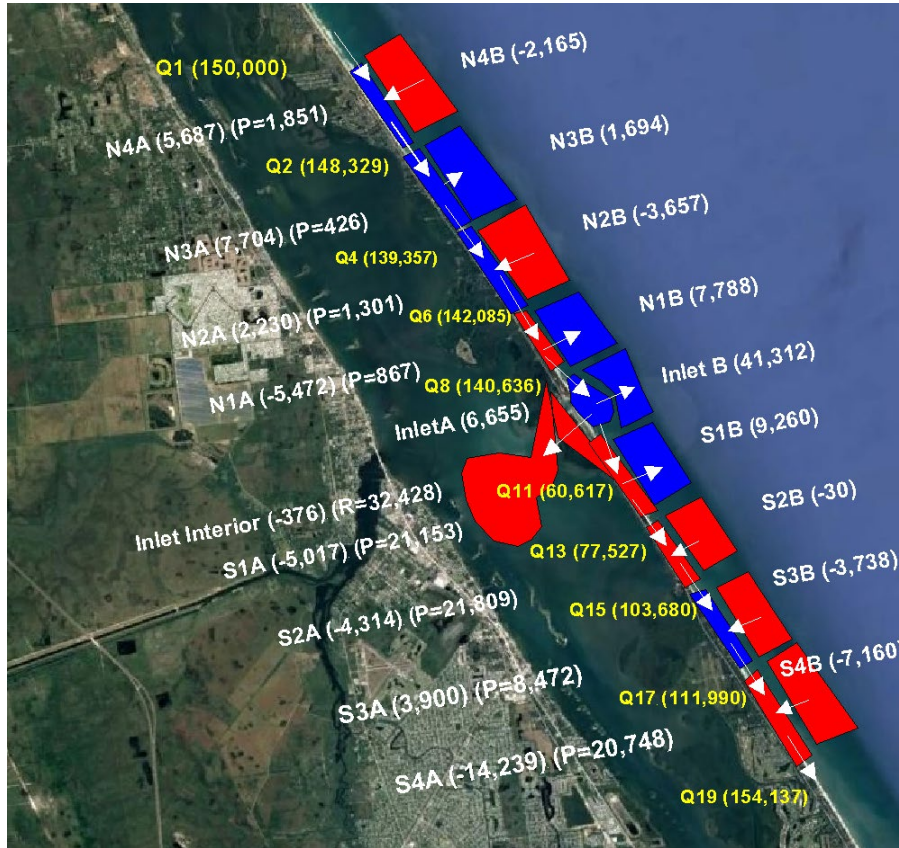 N4B (-2,165)
Q1 (150,000)
N4A (5,687) (P=1,851)
N3B (1,694)
Q2 (148,329)
N2B (-3,657)
N3A (7,704) (P=426)
Q4 (139,357)
N1B (7,788)
N2A (2,230) (P=1,301)
Q6 (142,085)
Inlet B (41,312)
N1A (-5,472) (P=867)
Q8 (140,636)
InletA (6,655)
S1B (9,260)
Inlet Interior (-376) (R=32,428)
Q11 (60,617)
S2B (-30)
S1A (-5,017) (P=21,153)
Q13 (77,527)
S3B (-3,738)
S2A (-4,314) (P=21,809)
Q15 (103,680)
S4B (-7,160)
S3A (3,900) (P=8,472)
Q17 (111,990)
S4A (-14,239) (P=20,748)
Q19 (154,137)